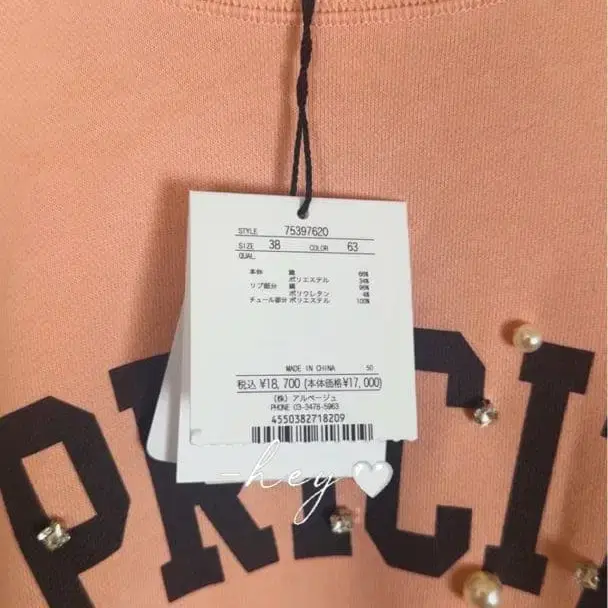 STYLE 75397620
SIZE 38 COLOR 63
QUAL
本体 綿 66%
ポリエステル 34%
リブ部分 綿 96%
ポリウレタン 4%
チュール部分 ポリエステル 100%
MADE IN CHINA 50
税込 ¥18,700 (本体価格¥17,000)
(株) アルページュ
PHONE 03-3478-5963
4550382718209
-hey
PRICI